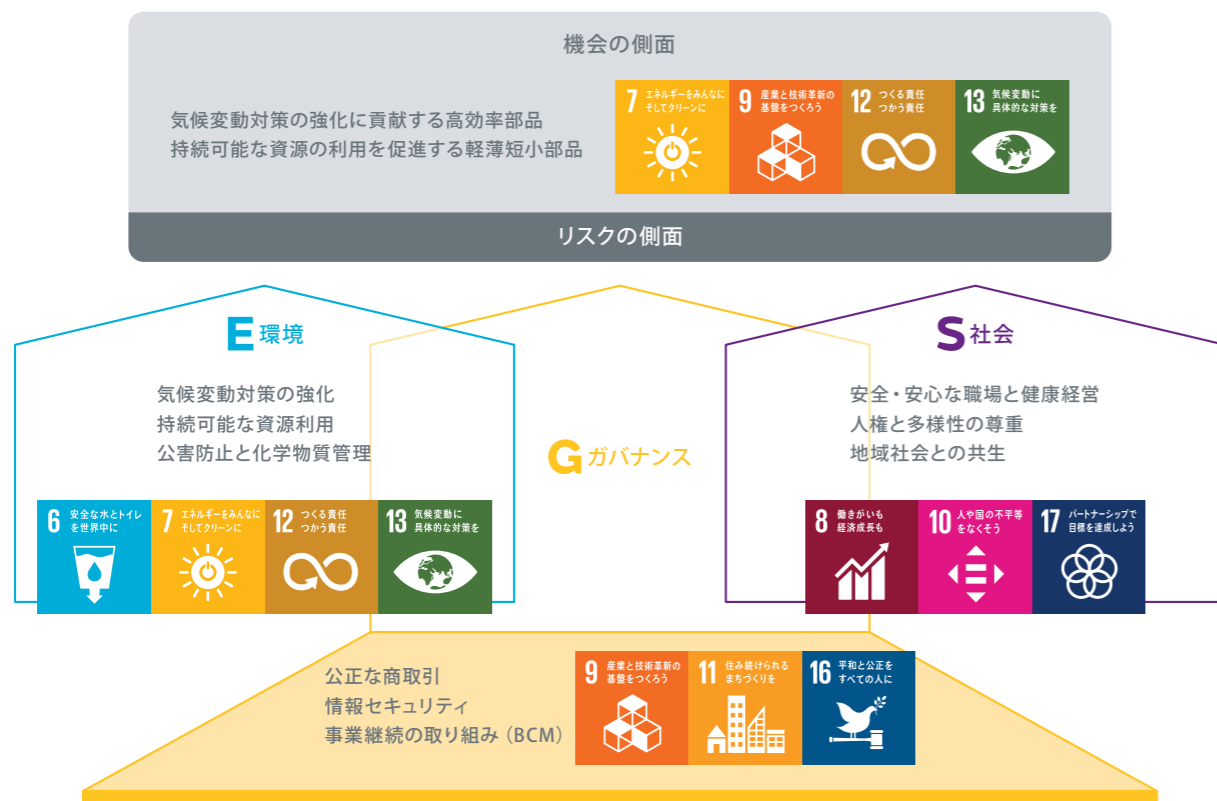 機会の側面
気候変動対策の強化に貢献する高効率部品
持続可能な資源の利用を促進する軽薄短小部品
7 エネルギーをみんなに
そしてクリーンに
9 産業と技術革新の
基盤をつくろう
12 つくる責任
つかう責任
13 気候変動に
具体的な対策を
リスクの側面
E 環境
気候変動対策の強化
持続可能な資源利用
公害防止と化学物質管理
6 安全な水とトイレ
を世界中に
7 エネルギーをみんなに
そしてクリーンに
12 つくる責任
つかう責任
13 気候変動に
具体的な対策を
G ガバナンス
S 社会
安全・安心な職場と健康経営
人権と多様性の尊重
地域社会との共生
8 働きがいも
経済成長も
10 人や国の不平等
をなくそう
17 パートナーシップで
目標を達成しよう
公正な商取引
情報セキュリティ
事業継続の取り組み（BCM）
9 産業と技術革新の
基盤をつくろう
11 住み続けられる
まちづくりを
16 平和と公正を
すべての人に